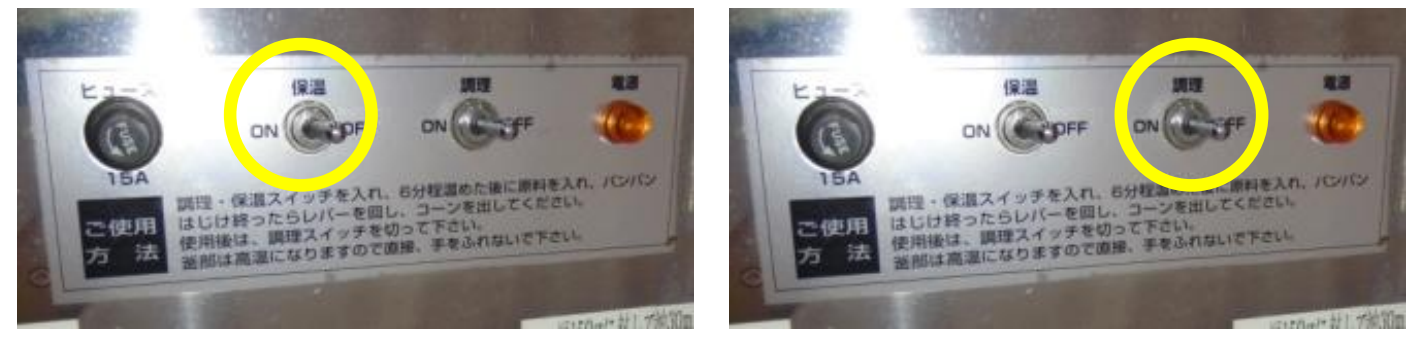 ヒューズ
保温
調理
電源
ON
OFF
ON
OFF
FUSE
15A
ご使用
方法
調理・保温スイッチを入れ、6分程温めた後に原料を入れ、パンパン
はじけ終ったらレバーを回し、コーンを出してください。
使用後は、調理スイッチを切って下さい。
釜部は高温になりますので直接、手をふれないで下さい。
ヒューズ
保温
調理
電源
ON
OFF
ON
OFF
FUSE
15A
ご使用
方法
調理・保温スイッチを入れ、6分程温めた後に原料を入れ、パンパン
はじけ終ったらレバーを回し、コーンを出してください。
使用後は、調理スイッチを切って下さい。
釜部は高温になりますので直接、手をふれないで下さい。